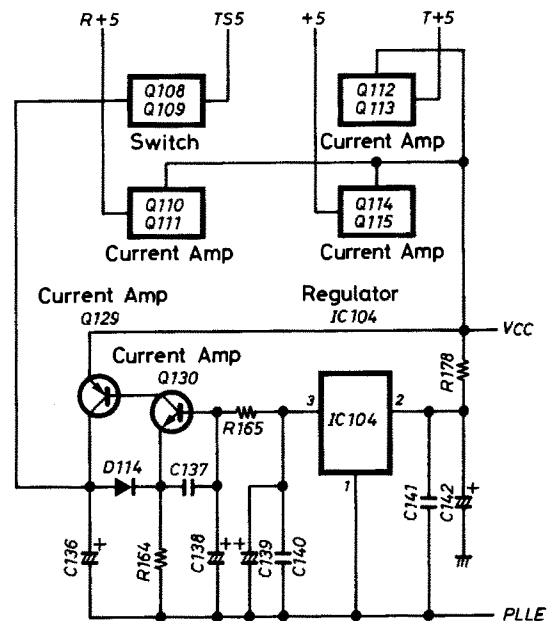 R+5 TS5 +5 T+5
Q108
Q109
Switch
Q112
Q113
Current Amp
Q110
Q111
Current Amp
Q114
Q115
Current Amp
Current Amp
Q129
Regulator
IC104
VCC
Current Amp
Q130
R178
3
IC104
2
R165
1
D114
C137
C136
R164
C138
C139
C140
C141
C142
+
+
+
+
+
PLLE